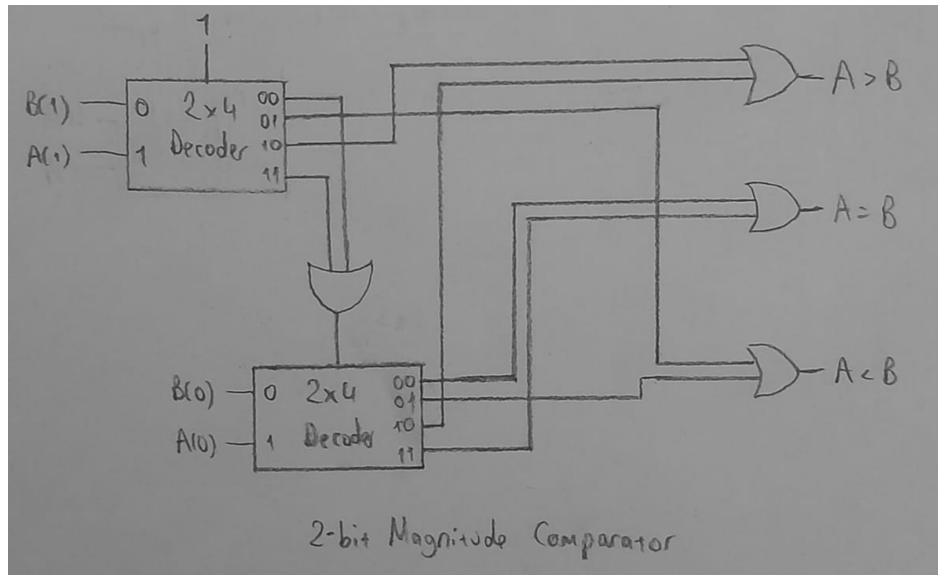 1
B(1) 0 2x4 00
01
A(1) 1 Decoder 10
11
A > B
A = B
A < B
B(0) 0 2x4 00
01
A(0) 1 Decoder 10
11
2-bit Magnitude Comparator